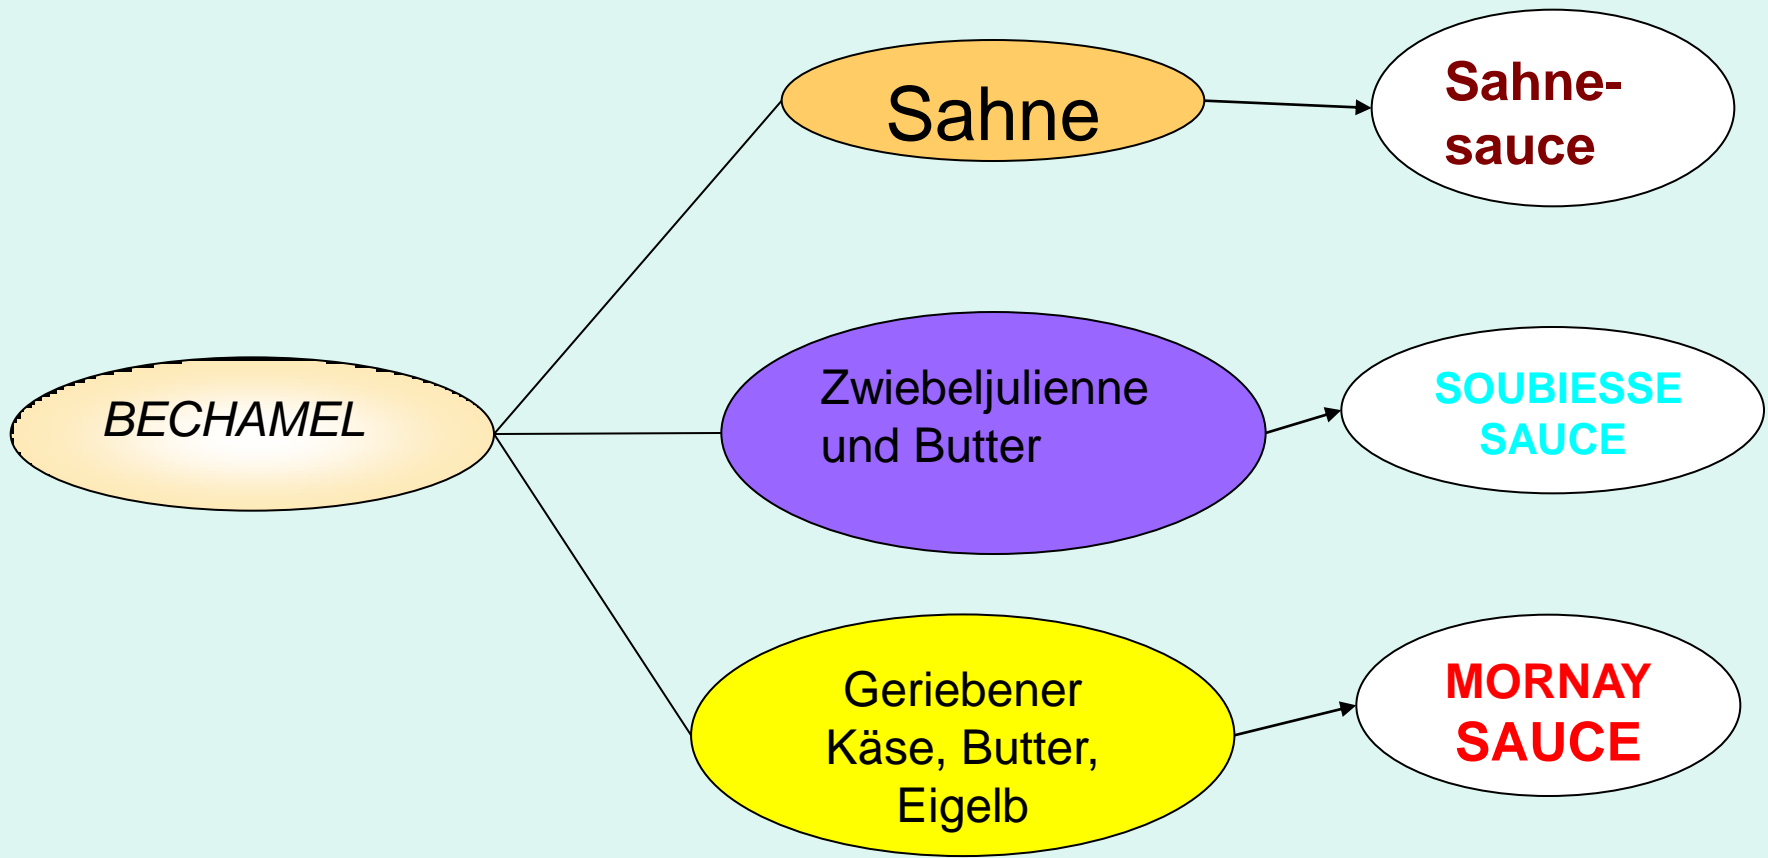 Sahne
Sahne-
sauce
BECHAMEL
Zwiebeljulienne
und Butter
SOUBIESSE
SAUCE
Geriebener
Käse, Butter,
Eigelb
MORNAY
SAUCE